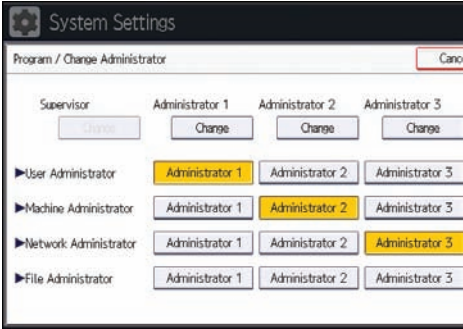 System Settings
Program / Change Administrator
Canc
Supervisor Administrator 1 Administrator 2 Administrator 3
Change Change Change Change
►User Administrator Administrator 1 Administrator 2 Administrator 3
►Machine Administrator Administrator 1 Administrator 2 Administrator 3
►Network Administrator Administrator 1 Administrator 2 Administrator 3
►File Administrator Administrator 1 Administrator 2 Administrator 3